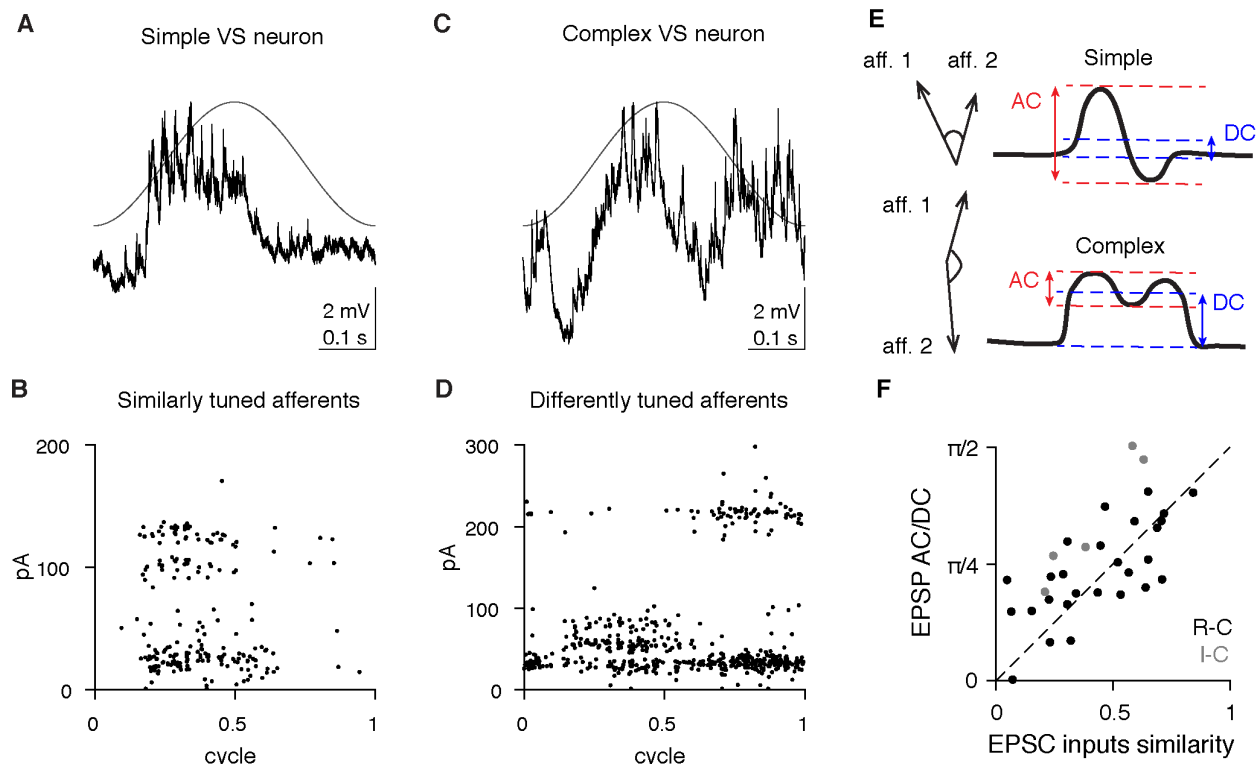 A
Simple VS neuron
2 mV
0.1 s
B
Similarly tuned afferents
200
100
0
pA
0
0.5
1
cycle
C
Complex VS neuron
2 mV
0.1 s
D
Differently tuned afferents
300
200
100
0
pA
0
0.5
1
cycle
E
aff. 1
aff. 2
Simple
AC
DC
aff. 1
aff. 2
Complex
AC
DC
F
π/2
π/4
0
EPSP AC/DC
R-C
I-C
0
0.5
1
EPSC inputs similarity